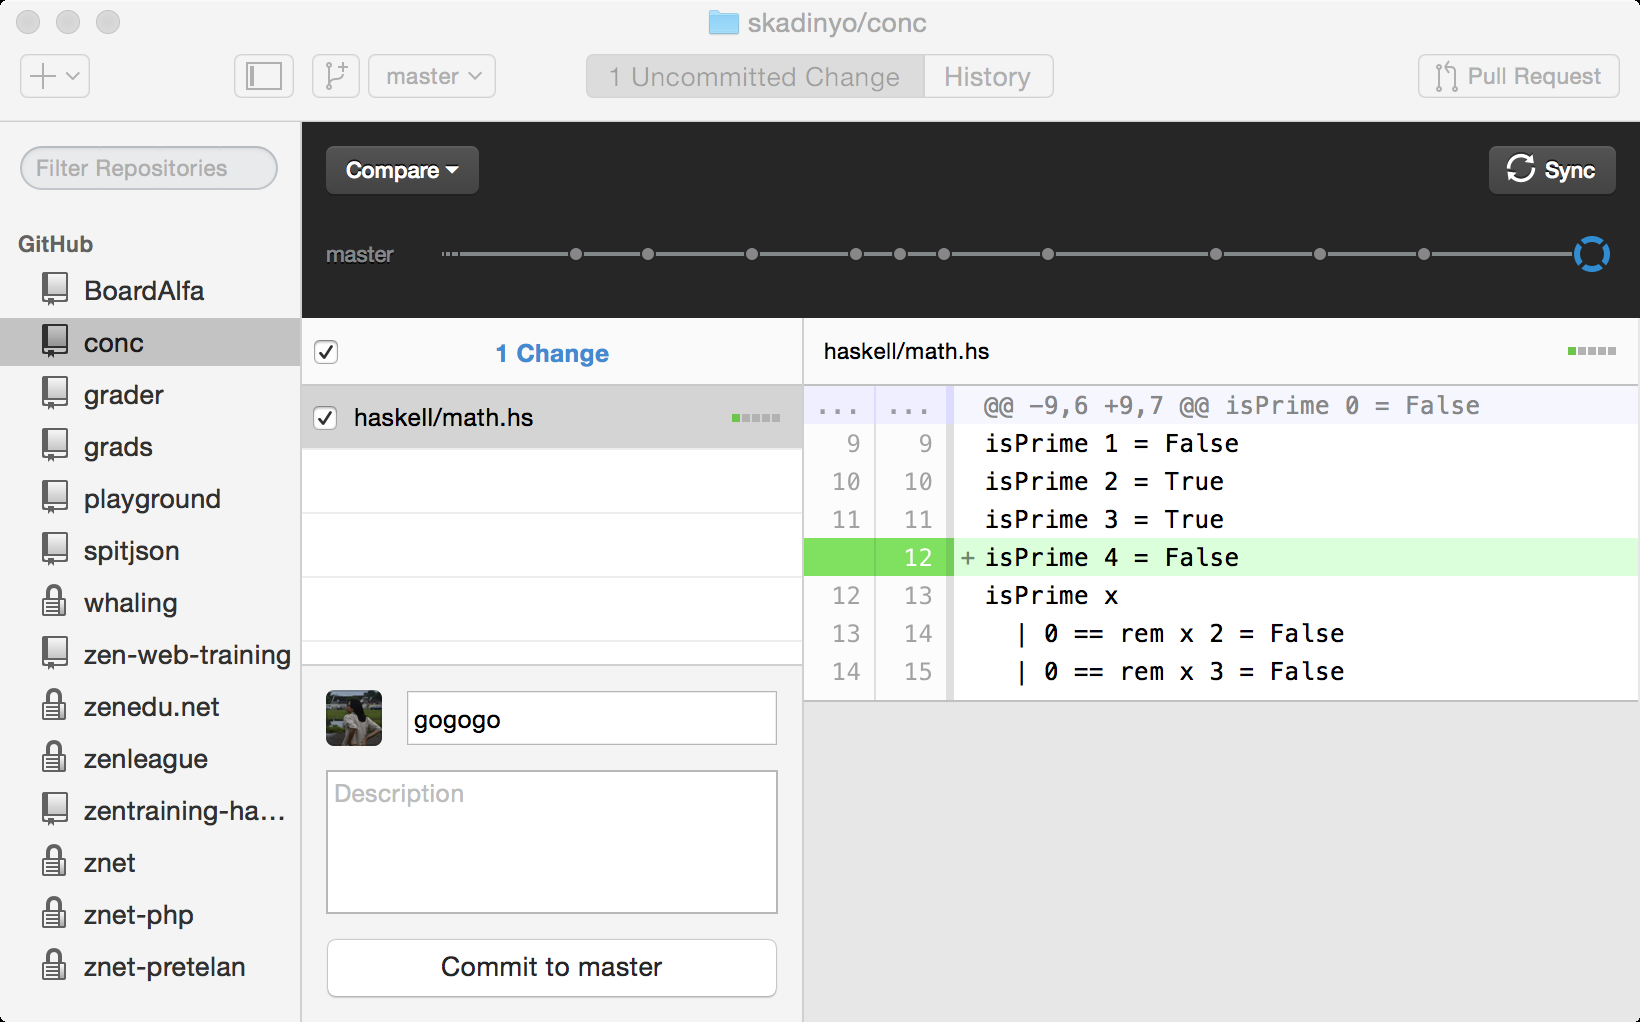 skadinyo/conc
master
1 Uncommitted Change
History
Pull Request
Filter Repositories
GitHub
BoardAlfa
conc
grader
grads
playground
spitjson
whaling
zen-web-training
zenedu.net
zenleague
zentraining-ha...
znet
znet-php
znet-pretelan
Compare
Sync
master
1 Change
haskell/math.hs
gogogo
Description
Commit to master
haskell/math.hs
... ... @@ -9,6 +9,7 @@ isPrime 0 = False
9 9 isPrime 1 = False
10 10 isPrime 2 = True
11 11 isPrime 3 = True
12 + isPrime 4 = False
12 13 isPrime x
13 14 | 0 == rem x 2 = False
14 15 | 0 == rem x 3 = False